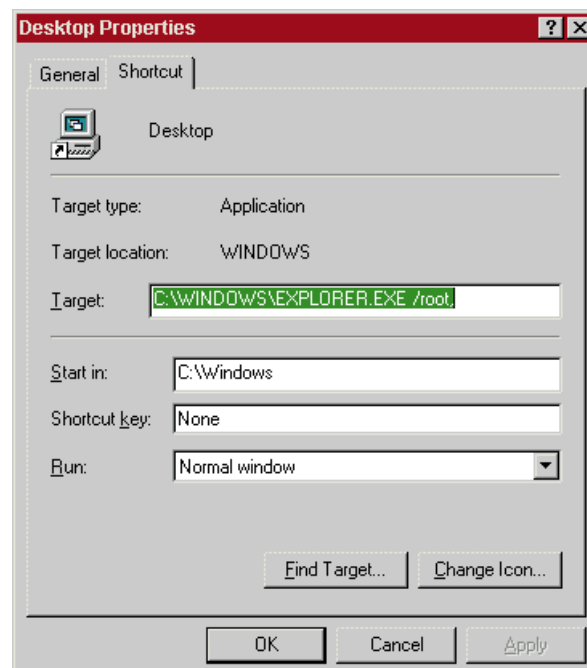 Desktop Properties
General Shortcut
Desktop
Target type: Application
Target location: WINDOWS
Target: C:\WINDOWS\EXPLORER.EXE /root,
Start in: C:\Windows
Shortcut key: None
Run: Normal window
Find Target... Change Icon...
OK Cancel Apply